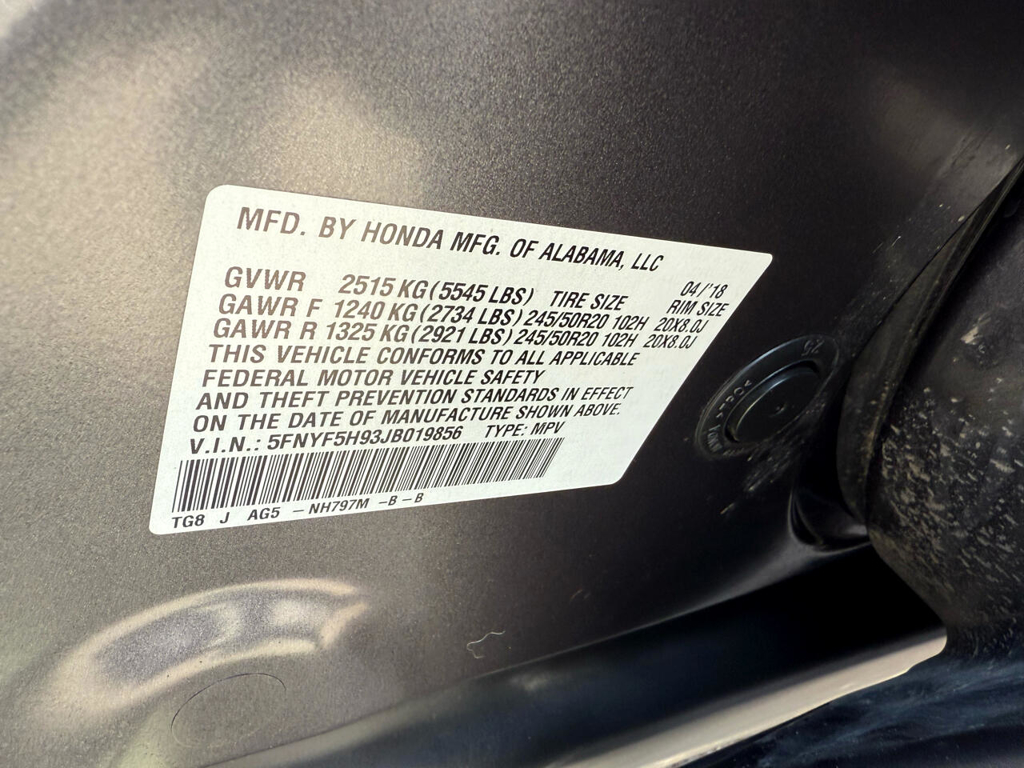 MFD. BY HONDA MFG. OF ALABAMA, LLC
04/'18
GVWR 2515 KG (5545 LBS) TIRE SIZE RIM SIZE
GAWR F 1240 KG (2734 LBS) 245/50R20 102H 20X8.0J
GAWR R 1325 KG (2921 LBS) 245/50R20 102H 20X8.0J
THIS VEHICLE CONFORMS TO ALL APPLICABLE
FEDERAL MOTOR VEHICLE SAFETY
AND THEFT PREVENTION STANDARDS IN EFFECT
ON THE DATE OF MANUFACTURE SHOWN ABOVE.
V.I.N.: 5FNYF5H93JB019856 TYPE: MPV
TG8 J AG5 - NH797M - B - B